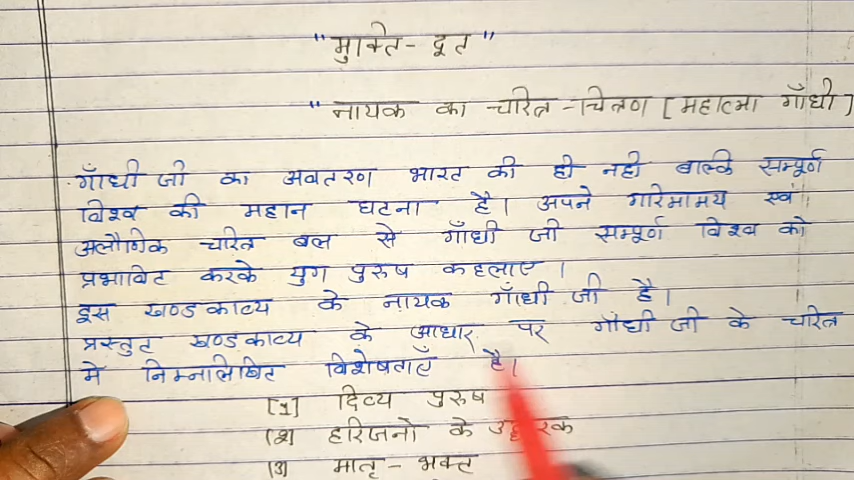 "मुक्ति-दूत"
"नायक का चरित्र-चित्रण [महात्मा गाँधी]
गाँधी जी का अवतरण भारत की ही नही बल्कि सम्पूर्ण
विश्व की महान घटना है। अपने गरिमामय स्वं
अलौगिक चरित्र बल से गाँधी जी सम्पूर्ण विश्व को
प्रभावित करके युग पुरुष कहलाए।
इस खण्डकाव्य के नायक गाँधी जी है।
प्रस्तुत खण्डकाव्य के आधार पर गाँधी जी के चरित्र
मे निम्नलिखित विशेषताएँ है।
[1] दिव्य पुरुष
(2) हरिजनो के उद्धारक
(3) मातृ-भक्त